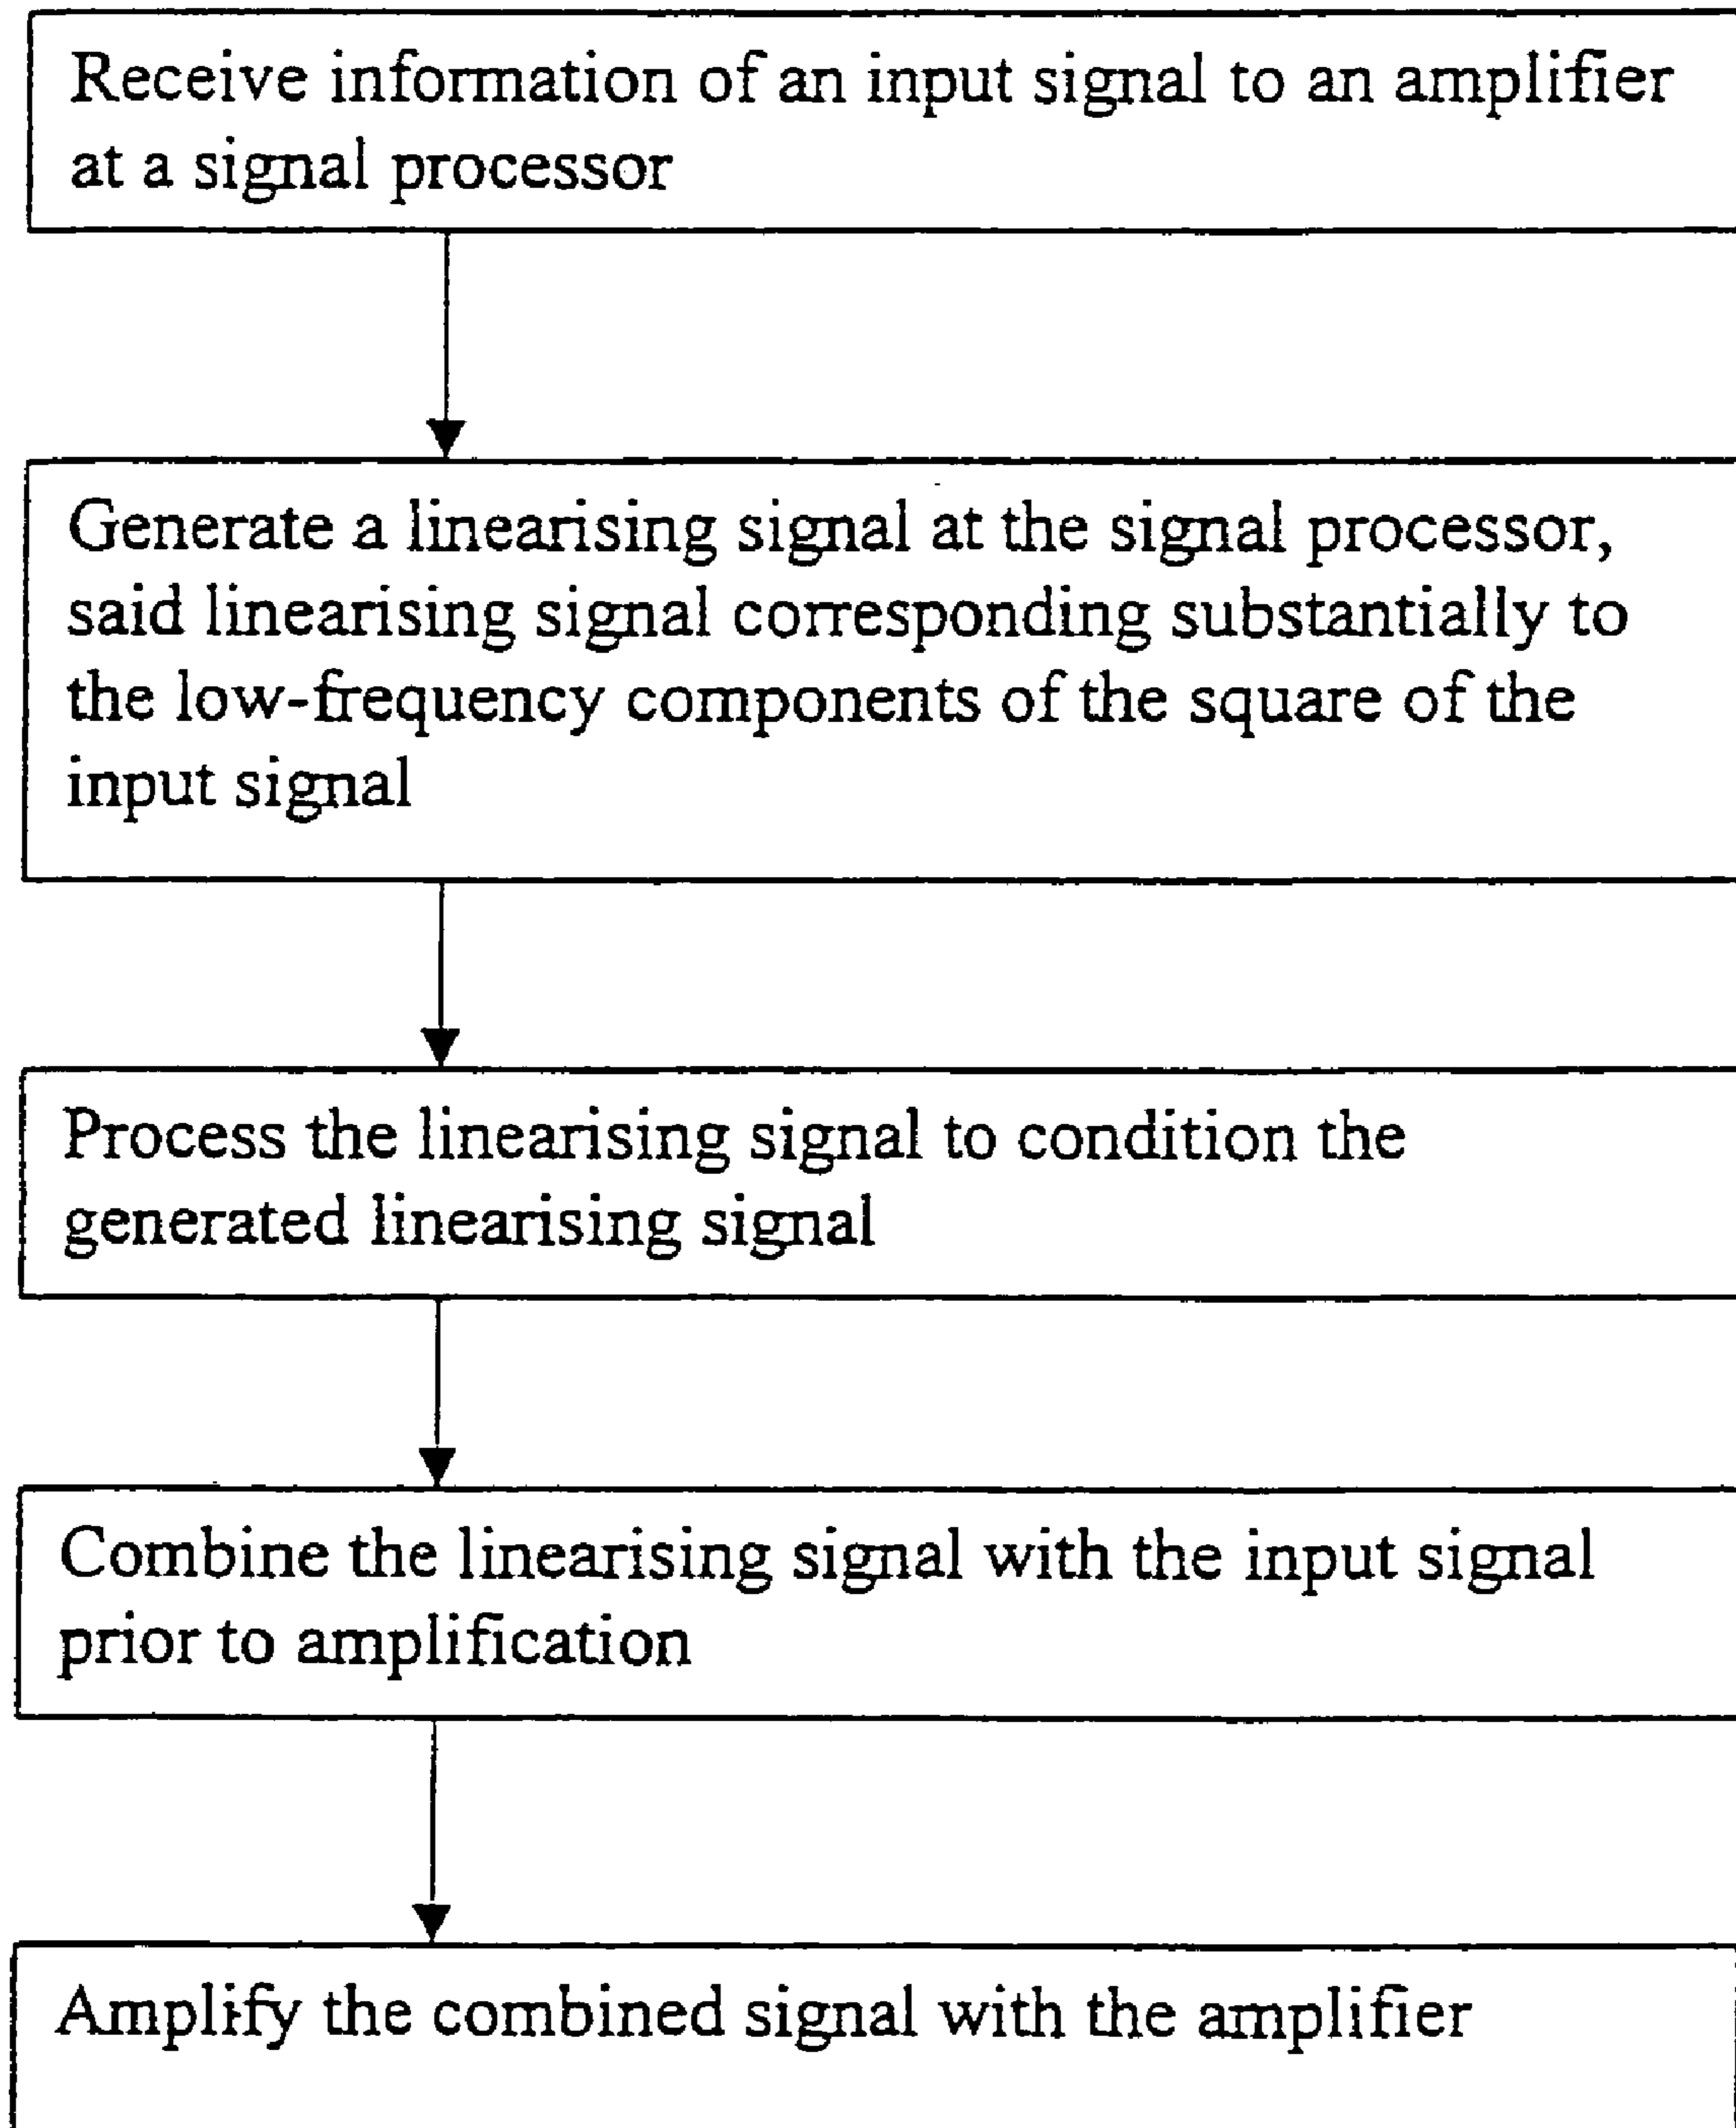 Receive information of an input signal to an amplifier
at a signal processor
Generate a linearising signal at the signal processor,
said linearising signal corresponding substantially to
the low-frequency components of the square of the
input signal
Process the linearising signal to condition the
generated linearising signal
Combine the linearising signal with the input signal
prior to amplification
Amplify the combined signal with the amplifier